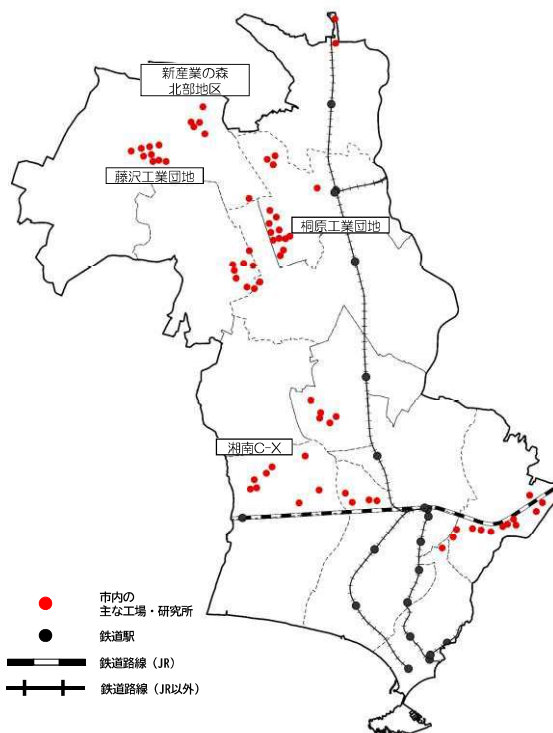 新産業の森
北部地区
藤沢工業団地
桐原工業団地
湘南C-X
市内の
主な工場・研究所
鉄道駅
鉄道路線（JR）
鉄道路線（JR以外）